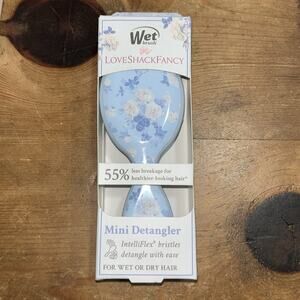 Wet
brush
LOVESHACKFANCY
55% less breakage for
healthier-looking hair*
Mini Detangler
IntelliFlex® bristles
detangle with ease
FOR WET OR DRY HAIR